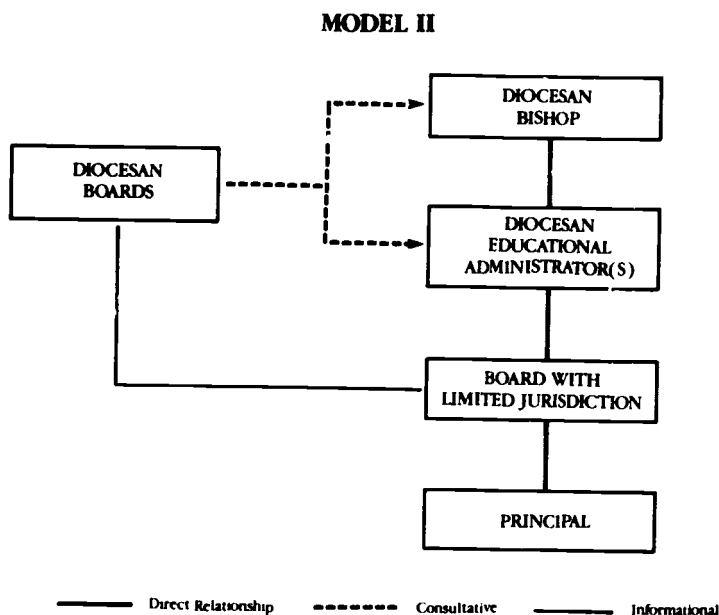 MODEL II
DIOCESAN
BISHOP
DIOCESAN
BOARDS
DIOCESAN
EDUCATIONAL
ADMINISTRATOR(S)
BOARD WITH
LIMITED JURISDICTION
PRINCIPAL
Direct Relationship
Consultative
Informational